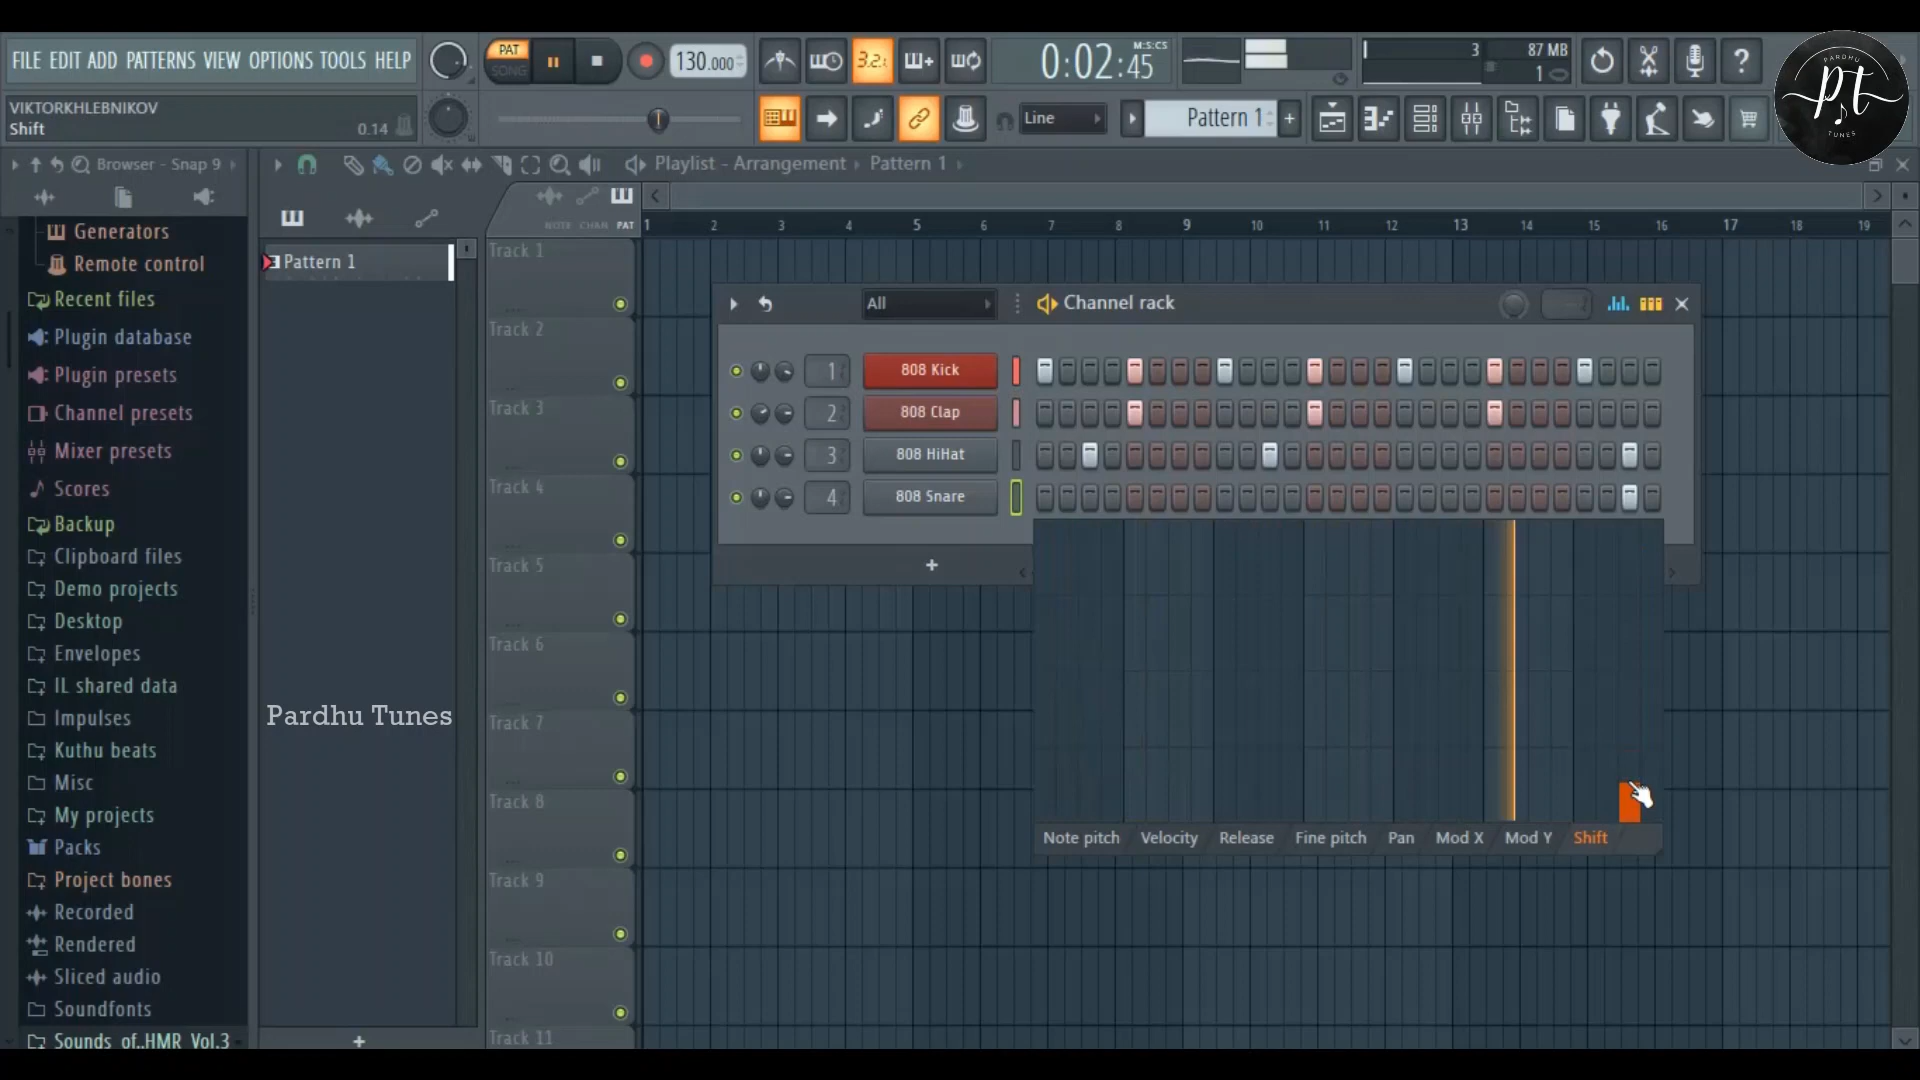 FILE EDIT ADD PATTERNS VIEW OPTIONS TOOLS HELP
PAT
SONG
130.000
3.2.
0:02:45
M:S:CS
3
87 MB
1
PARDHU
pt
TUNES
VIKTORKHLEBNIKOV
Shift
0.14
Line
Pattern 1
+
Browser - Snap 9
Playlist - Arrangement
Pattern 1
NOTE CHAN PAT
1 2 3 4 5 6 7 8 9 10 11 12 13 14 15 16 17 18 19
Generators
Remote control
Recent files
Plugin database
Plugin presets
Channel presets
Mixer presets
Scores
Backup
Clipboard files
Demo projects
Desktop
Envelopes
IL shared data
Impulses
Kuthu beats
Misc
My projects
Packs
Project bones
Recorded
Rendered
Sliced audio
Soundfonts
Sounds of..HMR Vol.3
Pattern 1
Pardhu Tunes
+
Track 1
Track 2
Track 3
Track 4
Track 5
Track 6
Track 7
Track 8
Track 9
Track 10
Track 11
All
Channel rack
1
808 Kick
2
808 Clap
3
808 HiHat
4
808 Snare
+
Note pitch Velocity Release Fine pitch Pan Mod X Mod Y Shift